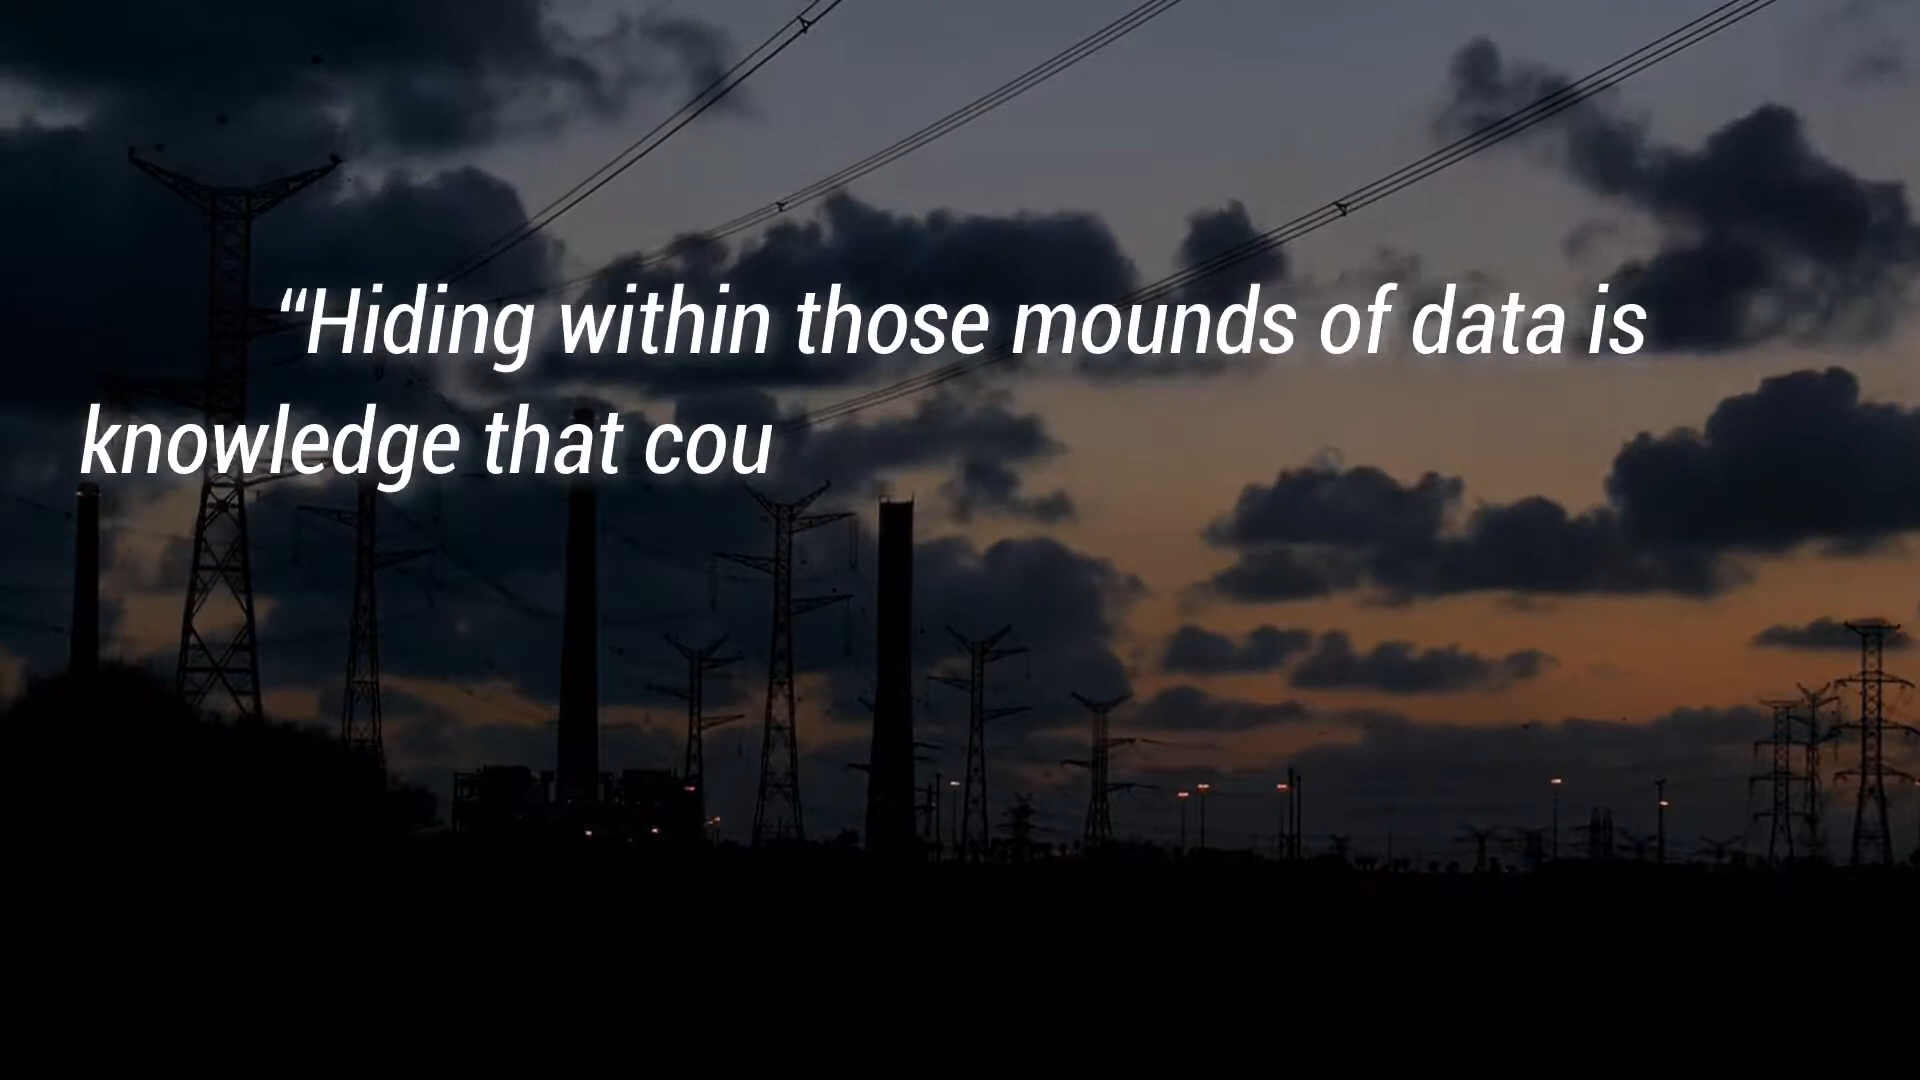 “Hiding within those mounds of data is
knowledge that cou